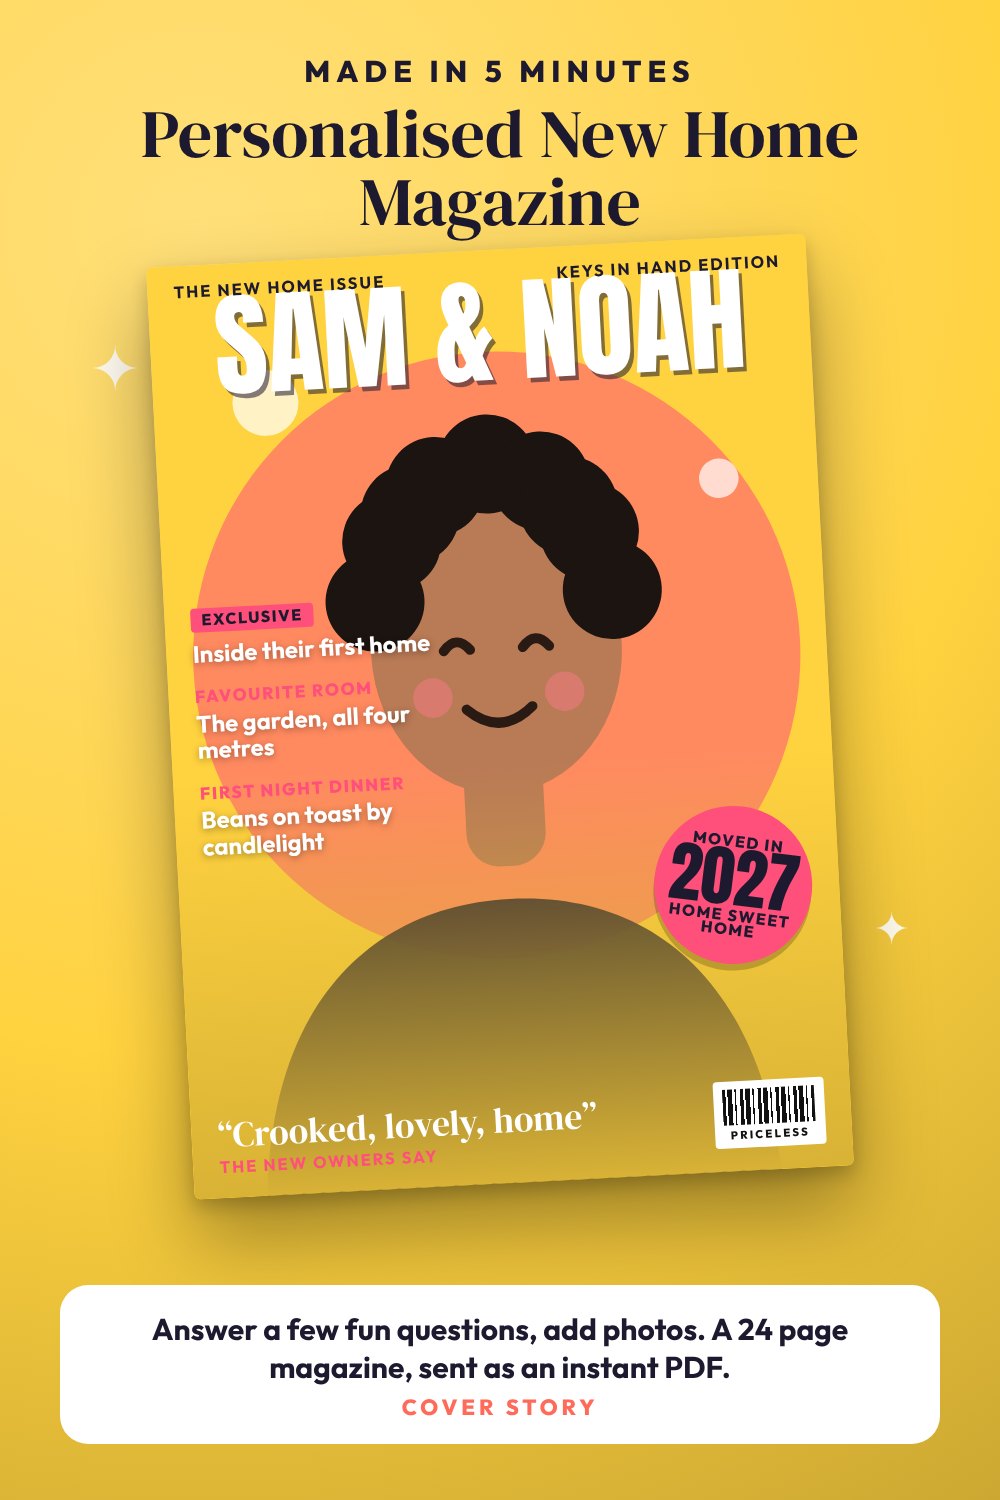 MADE IN 5 MINUTES
Personalised New Home
Magazine
THE NEW HOME ISSUE
KEYS IN HAND EDITION
SAM & NOAH
EXCLUSIVE
Inside their first home
FAVOURITE ROOM
The garden, all four
metres
FIRST NIGHT DINNER
Beans on toast by
candlelight
MOVED IN
2027
HOME SWEET
HOME
“Crooked, lovely, home”
THE NEW OWNERS SAY
PRICELESS
Answer a few fun questions, add photos. A 24 page
magazine, sent as an instant PDF.
COVER STORY